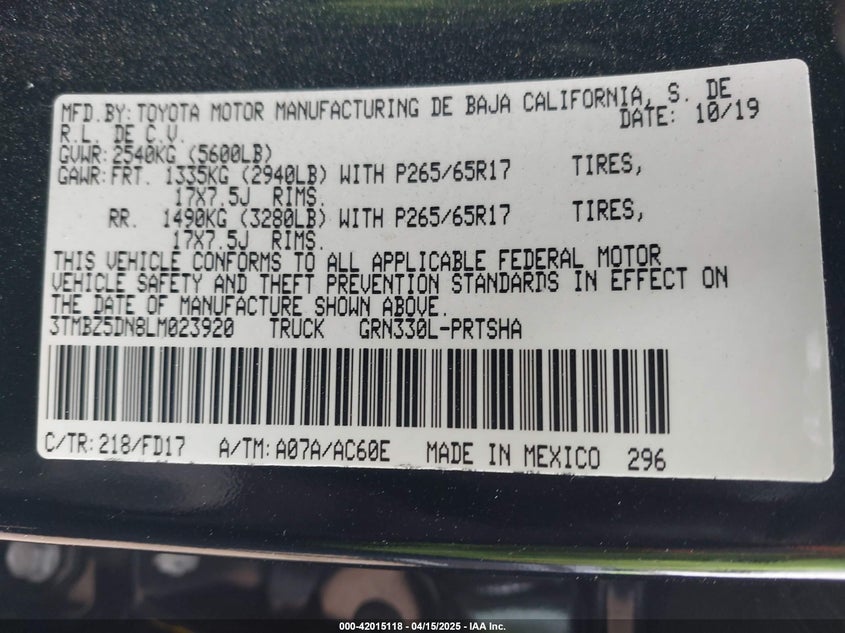 MFD.BY: TOYOTA MOTOR MANUFACTURING DE BAJA CALIFORNIA, S. DE
R.L. DE C.V. DATE: 10/19
GVWR: 2540KG (5600LB)
GAWR: FRT. 1335KG (2940LB) WITH P265/65R17 TIRES,
17X7.5J RIMS.
RR. 1490KG (3280LB) WITH P265/65R17 TIRES,
17X7.5J RIMS.
THIS VEHICLE CONFORMS TO ALL APPLICABLE FEDERAL MOTOR
VEHICLE SAFETY AND THEFT PREVENTION STANDARDS IN EFFECT ON
THE DATE OF MANUFACTURE SHOWN ABOVE.
3TMBZ5DN8LM023920 TRUCK GRN330L-PRTSHA
C/TR: 218/FD17 A/TM: A07A/AC60E MADE IN MEXICO 296
000-42015118 - 04/15/2025 - IAA Inc.